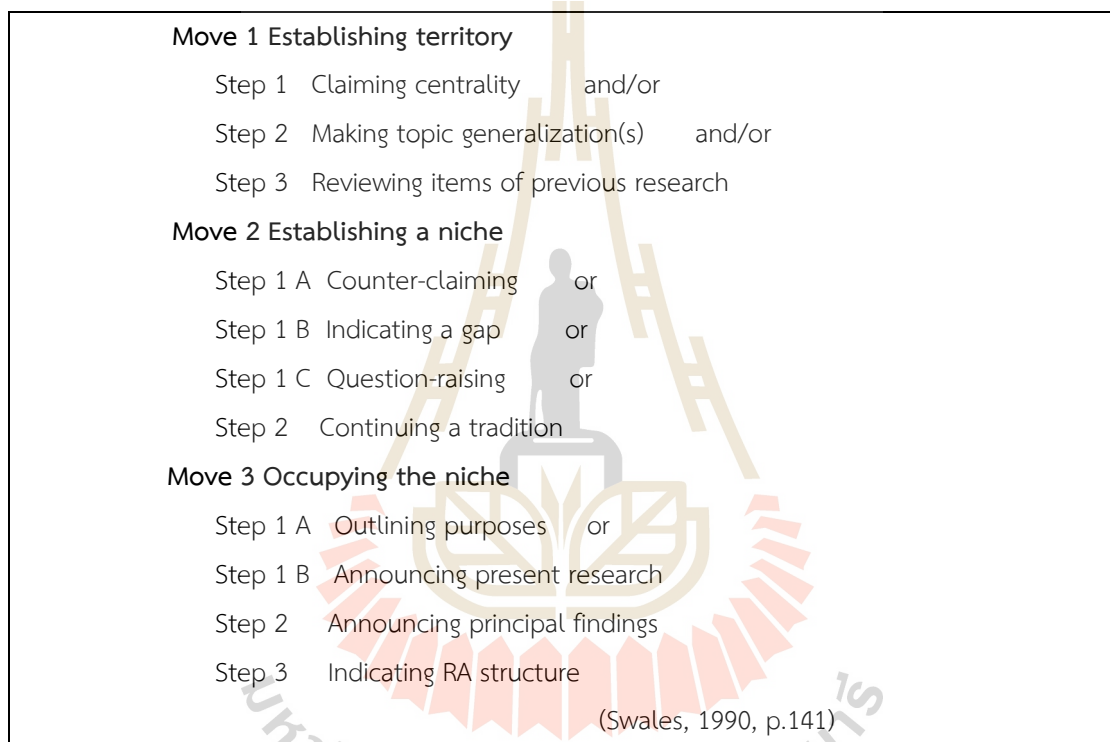 Move 1 Establishing territory
Step 1 Claiming centrality and/or
Step 2 Making topic generalization(s) and/or
Step 3 Reviewing items of previous research
Move 2 Establishing a niche
Step 1 A Counter-claiming or
Step 1 B Indicating a gap or
Step 1 C Question-raising or
Step 2 Continuing a tradition
Move 3 Occupying the niche
Step 1 A Outlining purposes or
Step 1 B Announcing present research
Step 2 Announcing principal findings
Step 3 Indicating RA structure
(Swales, 1990, p.141)